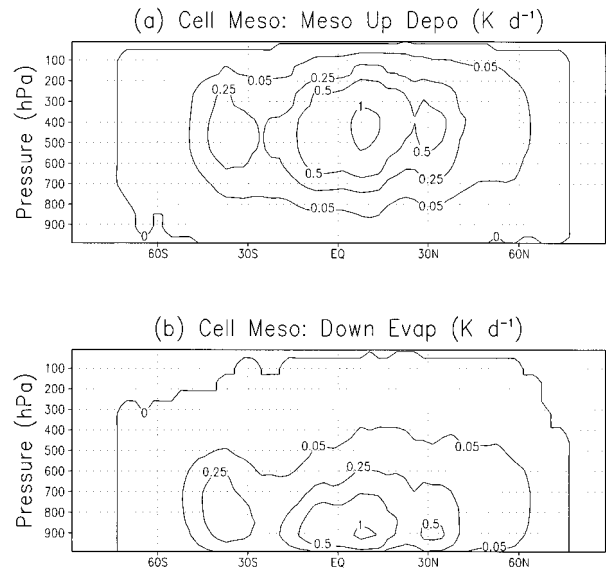 (a) Cell Meso: Meso Up Depo (K d⁻¹)
Pressure (hPa)
100
200
300
400
500
600
700
800
900
0.05
0.05
0.25
0.25
0.5
1
0.5
0.5
0.25
0.05
0.05
0
0
60S
30S
EQ
30N
60N
(b) Cell Meso: Down Evap (K d⁻¹)
Pressure (hPa)
100
200
300
400
500
600
700
800
900
0
0.05
0.05
0.25
0.25
1
0.5
0.5
0.05
60S
30S
EQ
30N
60N